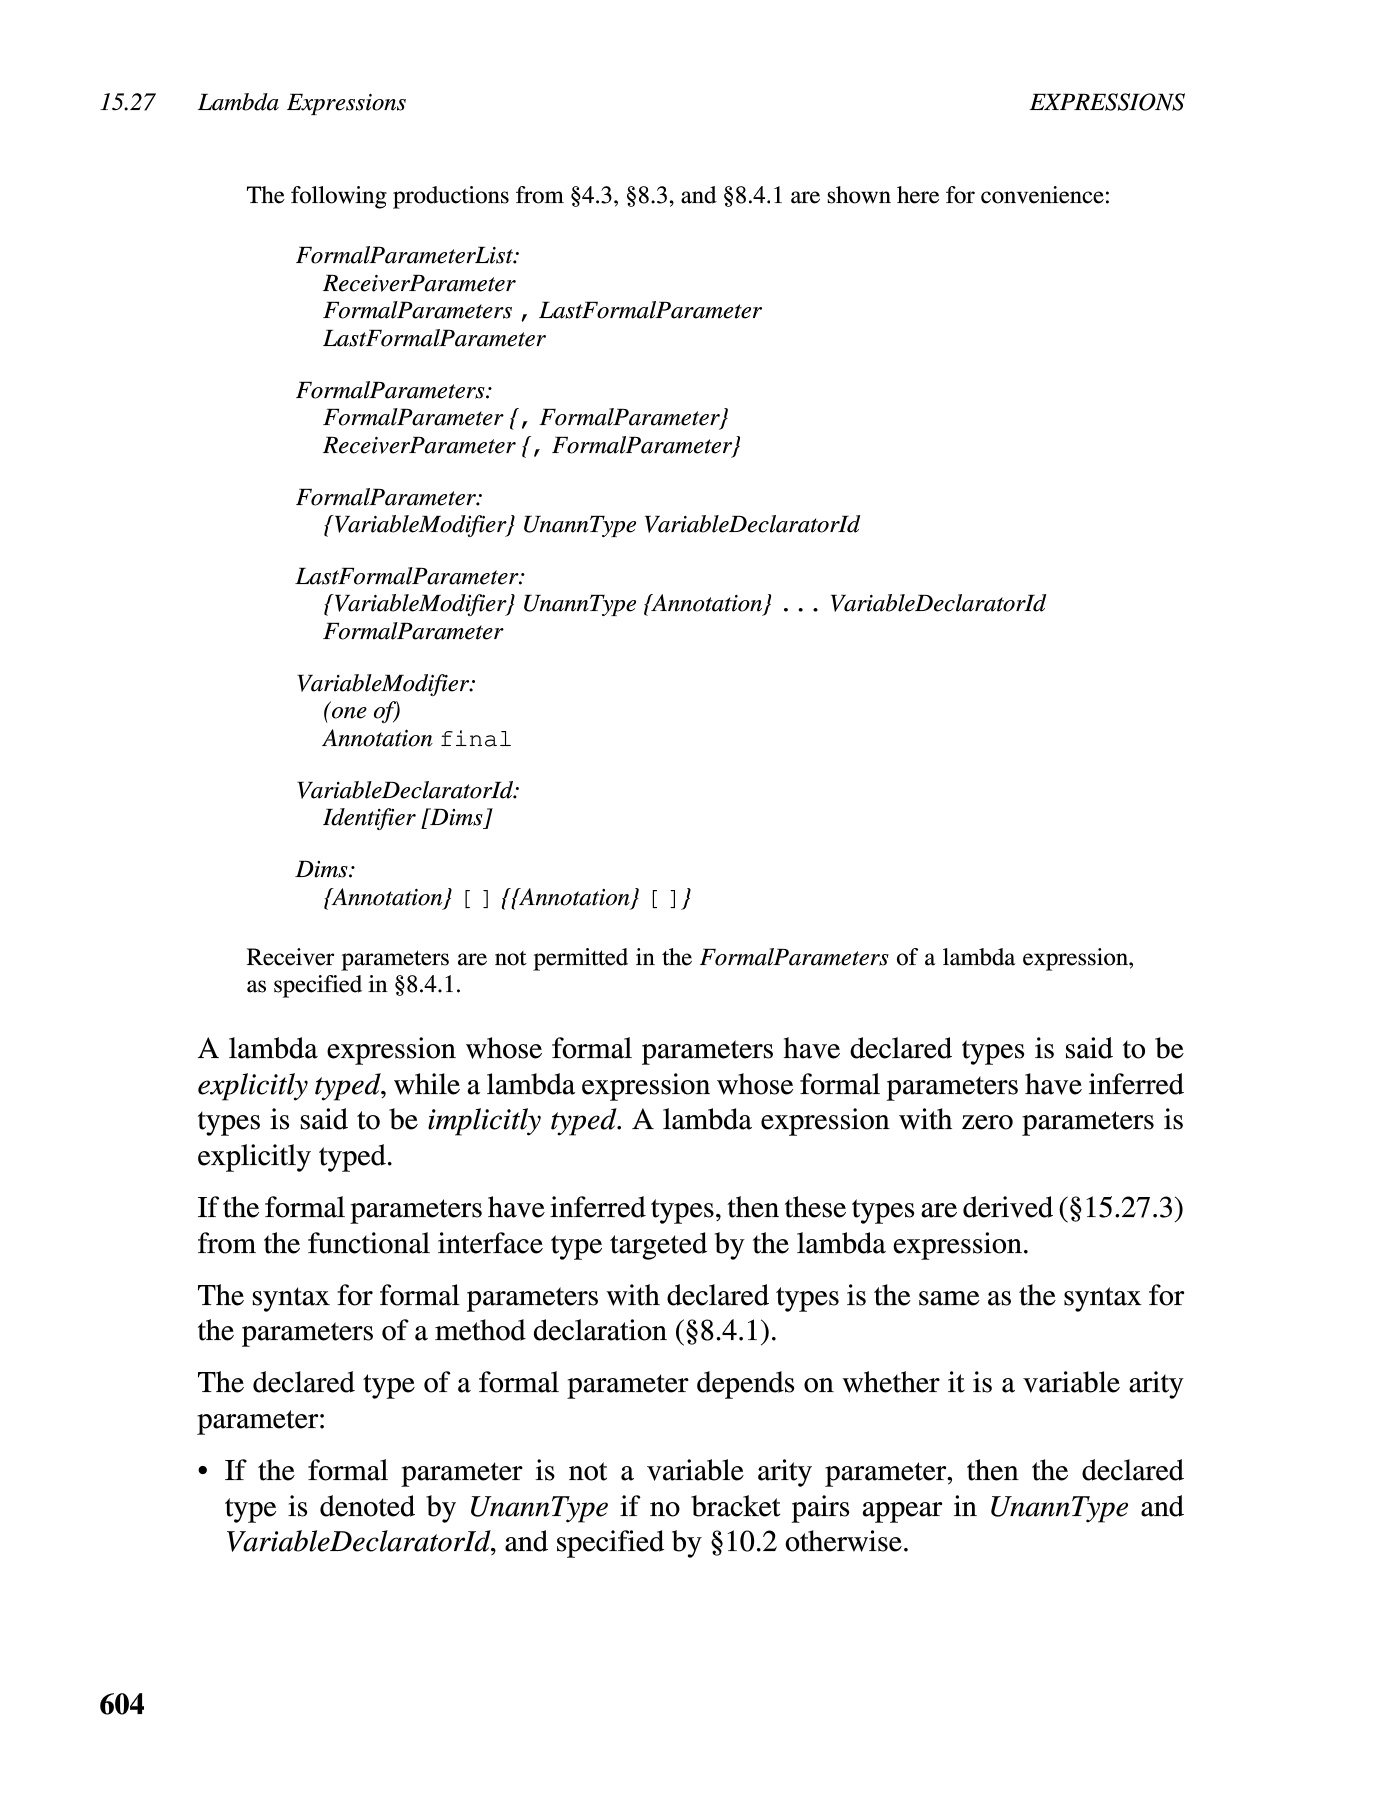 15.27 Lambda Expressions EXPRESSIONS
The following productions from §4.3, §8.3, and §8.4.1 are shown here for convenience:
FormalParameterList:
ReceiverParameter
FormalParameters , LastFormalParameter
LastFormalParameter
FormalParameters:
FormalParameter {, FormalParameter}
ReceiverParameter {, FormalParameter}
FormalParameter:
{VariableModifier} UnannType VariableDeclaratorId
LastFormalParameter:
{VariableModifier} UnannType {Annotation} ... VariableDeclaratorId
FormalParameter
VariableModifier:
(one of)
Annotation final
VariableDeclaratorId:
Identifier [Dims]
Dims:
{Annotation} [ ] {{Annotation} [ ]}
Receiver parameters are not permitted in the FormalParameters of a lambda expression,
as specified in §8.4.1.
A lambda expression whose formal parameters have declared types is said to be
explicitly typed, while a lambda expression whose formal parameters have inferred
types is said to be implicitly typed. A lambda expression with zero parameters is
explicitly typed.
If the formal parameters have inferred types, then these types are derived (§15.27.3)
from the functional interface type targeted by the lambda expression.
The syntax for formal parameters with declared types is the same as the syntax for
the parameters of a method declaration (§8.4.1).
The declared type of a formal parameter depends on whether it is a variable arity
parameter:
• If the formal parameter is not a variable arity parameter, then the declared
type is denoted by UnannType if no bracket pairs appear in UnannType and
VariableDeclaratorId, and specified by §10.2 otherwise.
604